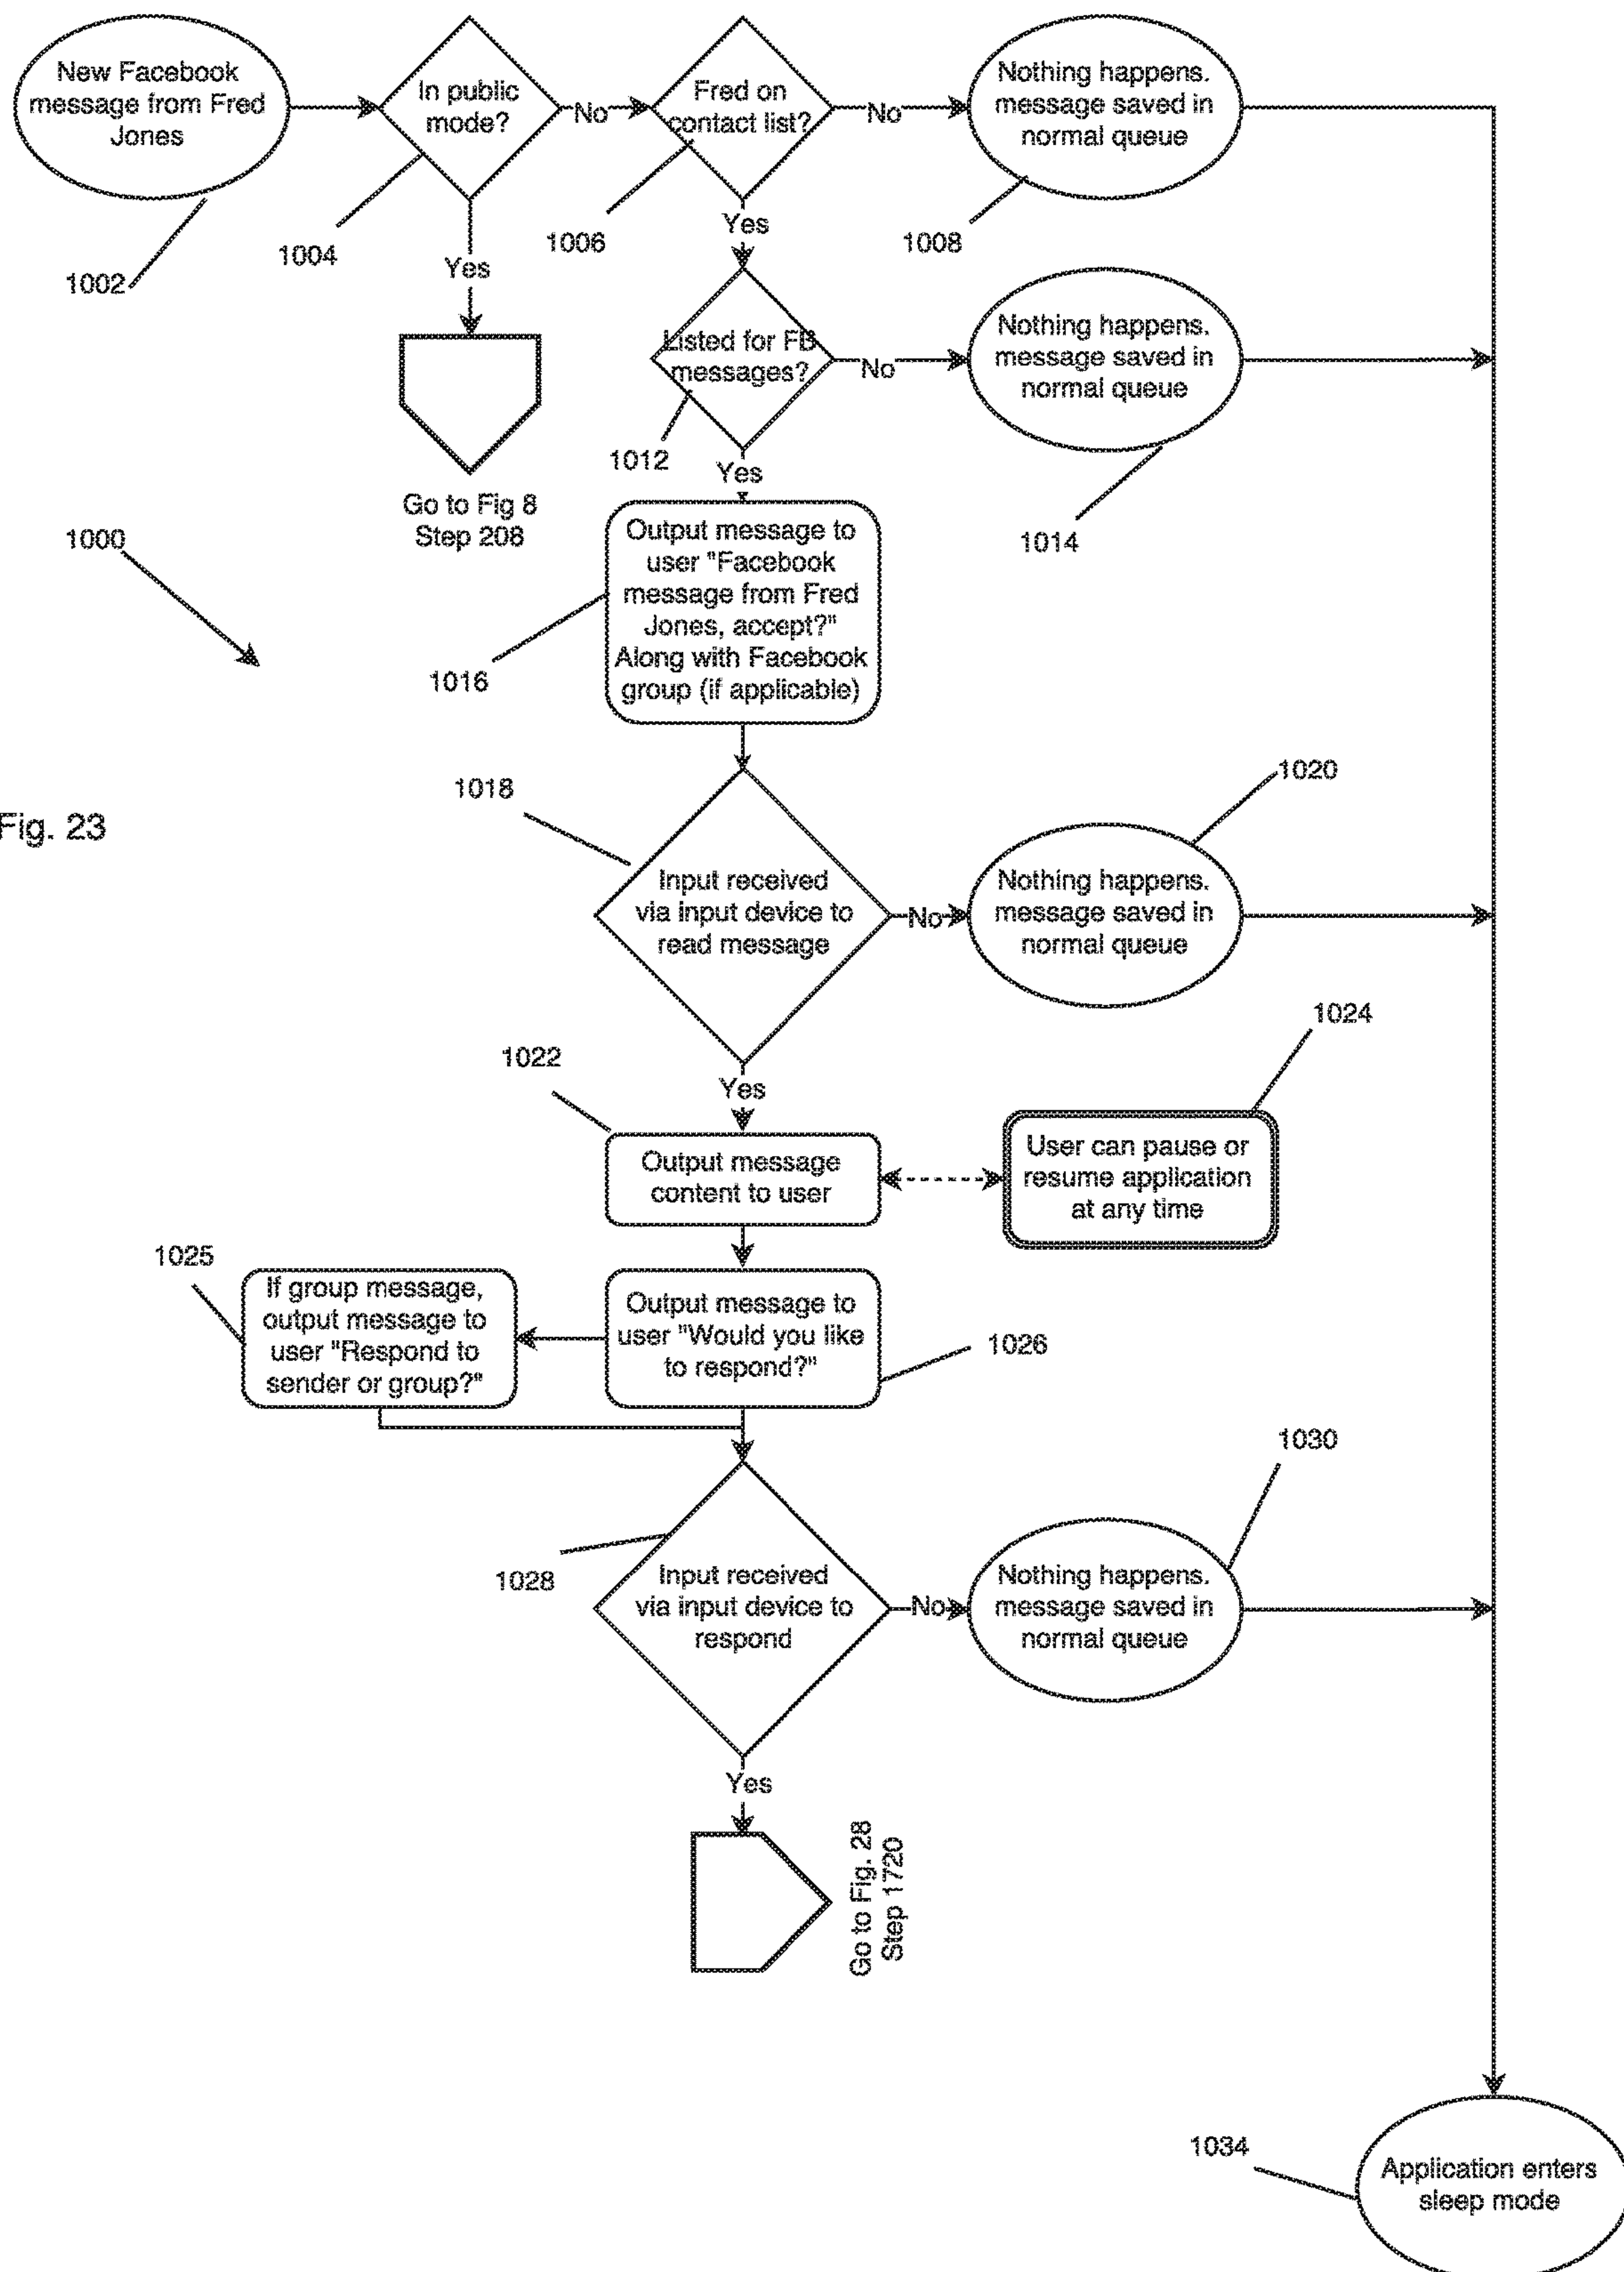 New Facebook
message from Fred
Jones
1002
In public
mode?
1004
No
Yes
Go to Fig 8
Step 208
Fred on
contact list?
1006
No
Yes
Nothing happens.
message saved in
normal queue
1008
Listed for FB
messages?
1012
No
Yes
Nothing happens.
message saved in
normal queue
1014
1000
Output message to
user "Facebook
message from Fred
Jones, accept?"
Along with Facebook
group (if applicable)
1016
Fig. 23
1018
Input received
via input device to
read message
No
Yes
1020
Nothing happens.
message saved in
normal queue
1022
Output message
content to user
1024
User can pause or
resume application
at any time
1025
If group message,
output message to
user "Respond to
sender or group?"
Output message to
user "Would you like
to respond?"
1026
1028
Input received
via input device to
respond
No
Yes
1030
Nothing happens.
message saved in
normal queue
Go to Fig. 28
Step 1720
1034
Application enters
sleep mode